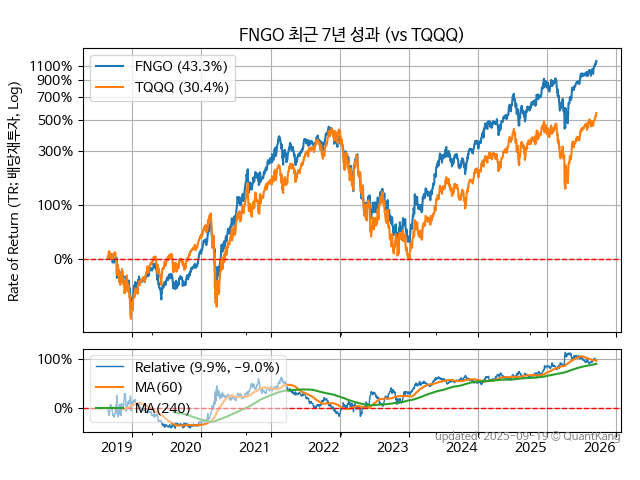 FNGO 최근 7년 성과 (vs TQQQ)
Rate of Return (TR; 배당재투자, Log)
1100%
900%
700%
500%
300%
100%
0%
FNGO (43.3%)
TQQQ (30.4%)
100%
0%
Relative (9.9%, −9.0%)
MA(60)
MA(240)
updated: 2025-09-19 © QuantKang
2019 2020 2021 2022 2023 2024 2025 2026